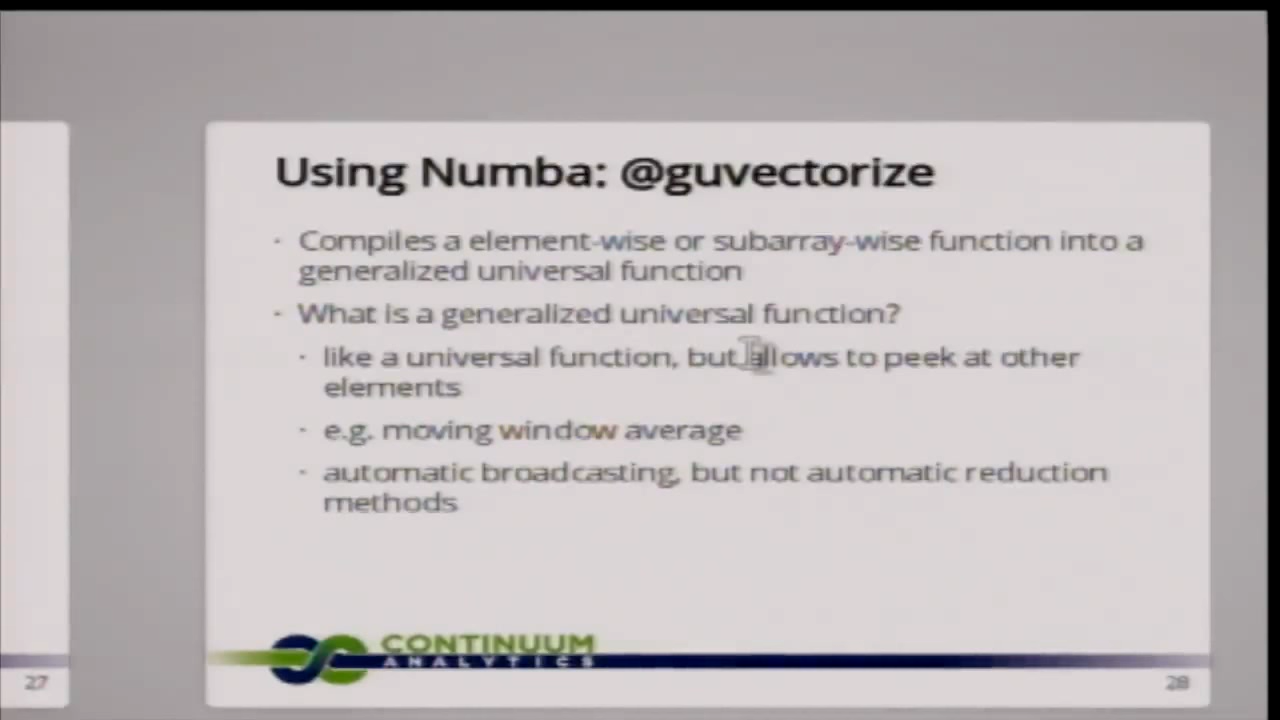 Using Numba: @guvectorize
· Compiles a element-wise or subarray-wise function into a
generalized universal function
· What is a generalized universal function?
· like a universal function, but allows to peek at other
elements
· e.g. moving window average
· automatic broadcasting, but not automatic reduction
methods
CONTINUUM
ANALYTICS
27
28